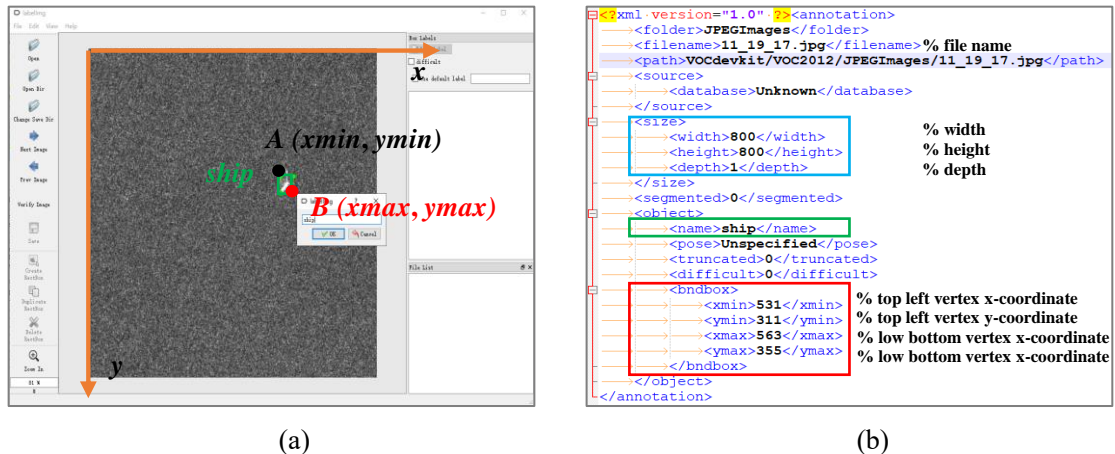 labelImg
File Edit View Help
Open
Open Dir
Change Save Dir
Next Image
Prev Image
Verify Image
Save
Create
RectBox
Duplicate
RectBox
Delete
RectBox
Zoom In
91 %
Box Labels
difficult
default label
x
A (xmin, ymin)
ship
labelImg ? X
B (xmax, ymax)
ship
OK Cancel
File List
y
(a)
<?xml version="1.0" ?><annotation>
<folder>JPEGImages</folder>
<filename>11_19_17.jpg</filename> % file name
<path>VOCdevkit/VOC2012/JPEGImages/11_19_17.jpg</path>
<source>
<database>Unknown</database>
</source>
<size>
<width>800</width> % width
<height>800</height> % height
<depth>1</depth> % depth
</size>
<segmented>0</segmented>
<object>
<name>ship</name>
<pose>Unspecified</pose>
<truncated>0</truncated>
<difficult>0</difficult>
<bndbox>
<xmin>531</xmin> % top left vertex x-coordinate
<ymin>311</ymin> % top left vertex y-coordinate
<xmax>563</xmax> % low bottom vertex x-coordinate
<ymax>355</ymax> % low bottom vertex x-coordinate
</bndbox>
</object>
</annotation>
(b)